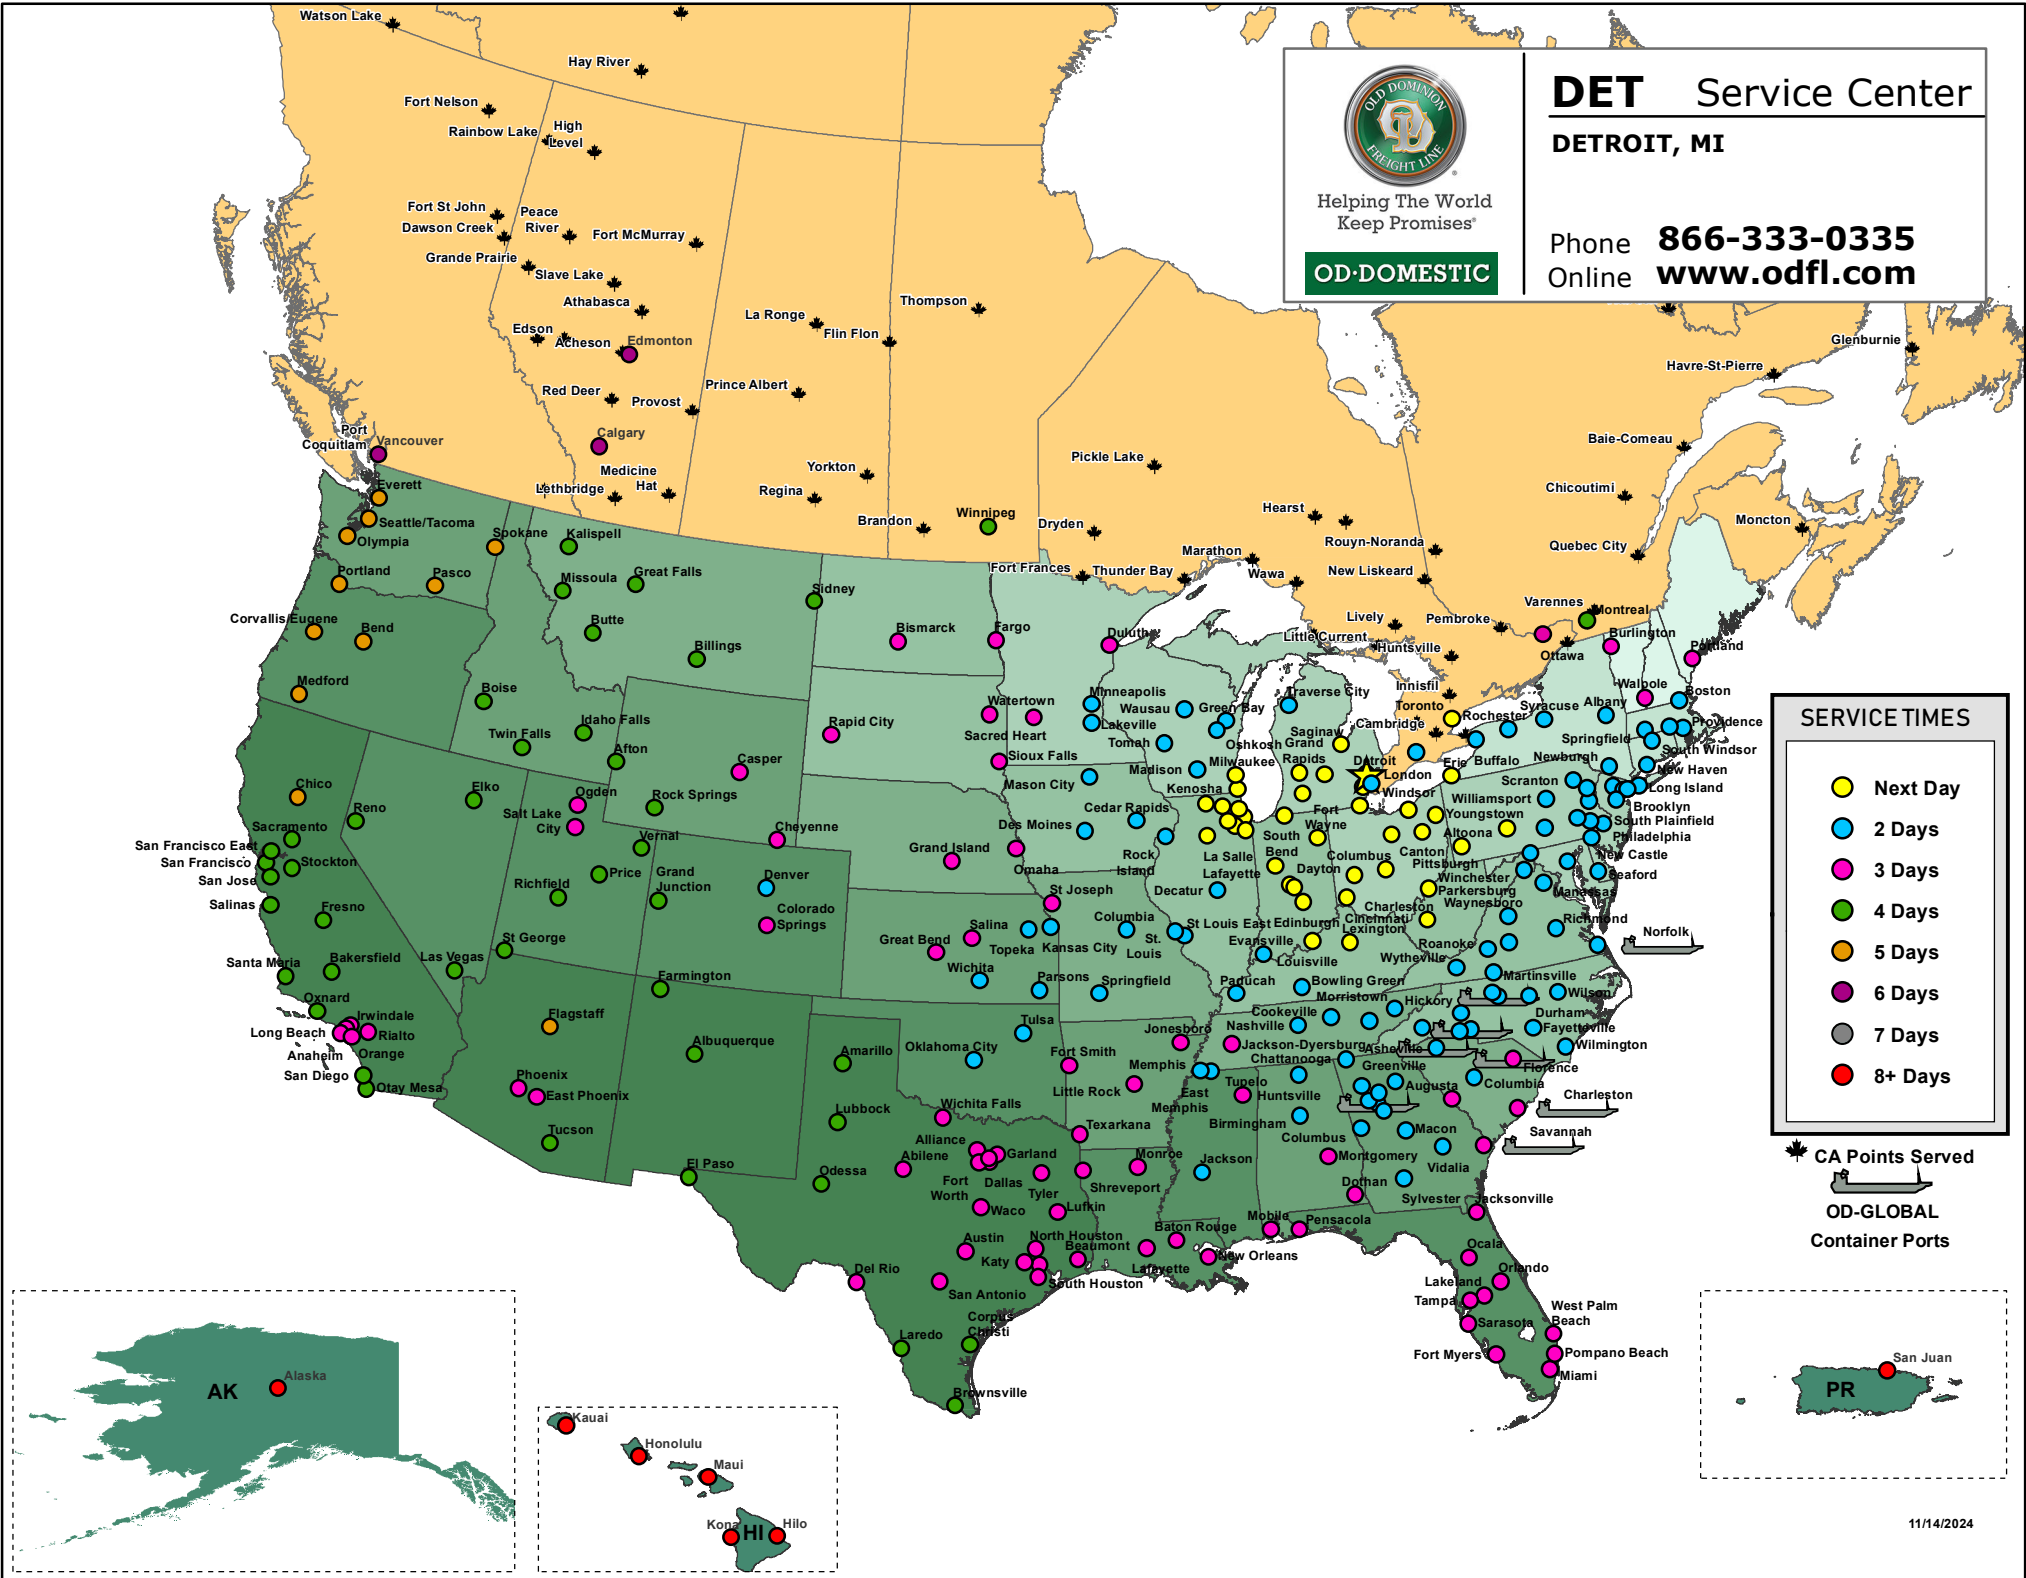 Watson Lake
Hay River
Fort Nelson
Rainbow Lake
High
Level
Fort St John
Peace
River
Dawson Creek
Fort McMurray
Grande Prairie
Slave Lake
Athabasca
Edson
Acheson
Edmonton
La Ronge
Flin Flon
Thompson
Red Deer
Provost
Prince Albert
Port
Coquitlam
Vancouver
Calgary
Medicine
Hat
Lethbridge
Yorkton
Regina
Brandon
Winnipeg
Dryden
Pickle Lake
Fort Frances
Thunder Bay
Marathon
Wawa
Hearst
Rouyn-Noranda
New Liskeard
Lively
Little Current
Pembroke
Huntsville
Innisfil
Toronto
Cambridge
London
Windsor
Ottawa
Varennes
Montreal
Quebec City
Chicoutimi
Baie-Comeau
Havre-St-Pierre
Glenburnie
Moncton
OLD DOMINION
FREIGHT LINE
Helping The World
Keep Promises®
OD·DOMESTIC
DET Service Center
DETROIT, MI
Phone 866-333-0335
Online www.odfl.com
Everett
Seattle/Tacoma
Olympia
Spokane
Portland
Pasco
Corvallis/Eugene
Bend
Medford
Kalispell
Missoula
Great Falls
Butte
Billings
Sidney
Boise
Idaho Falls
Twin Falls
Afton
Casper
Rock Springs
Cheyenne
Bismarck
Fargo
Duluth
Rapid City
Watertown
Sacred Heart
Sioux Falls
Minneapolis
Lakeville
Wausau
Green Bay
Tomah
Oshkosh
Madison
Milwaukee
Kenosha
Traverse City
Saginaw
Grand
Rapids
Detroit
Mason City
Cedar Rapids
Des Moines
Rock
Island
Grand Island
Omaha
Chico
Reno
Elko
Ogden
Salt Lake
City
Vernal
Price
Richfield
St George
Grand
Junction
Denver
Colorado
Springs
Sacramento
San Francisco East
San Francisco
Stockton
San Jose
Salinas
Fresno
Santa Maria
Bakersfield
Las Vegas
Oxnard
Irwindale
Long Beach
Rialto
Anaheim
Orange
San Diego
Otay Mesa
Flagstaff
Phoenix
East Phoenix
Tucson
Farmington
Albuquerque
El Paso
St Joseph
Salina
Topeka
Kansas City
Great Bend
Wichita
Parsons
Columbia
St.
Louis
St Louis East
Springfield
Tulsa
Oklahoma City
Amarillo
Lubbock
Wichita Falls
Alliance
Abilene
Garland
Fort
Worth
Dallas
Tyler
Odessa
Waco
Lufkin
Austin
North Houston
Katy
Beaumont
South Houston
Del Rio
San Antonio
Corpus
Christi
Laredo
Brownsville
Texarkana
Shreveport
Monroe
Fort Smith
Little Rock
Jonesboro
Memphis
East
Memphis
Jackson-Dyersburg
Tupelo
Jackson
Baton Rouge
Lafayette
New Orleans
Mobile
Pensacola
Huntsville
Birmingham
Montgomery
Dothan
La Salle
Lafayette
Decatur
South
Bend
Fort
Wayne
Edinburgh
Evansville
Louisville
Paducah
Bowling Green
Lexington
Cincinnati
Dayton
Columbus
Canton
Youngstown
Erie
Pittsburgh
Altoona
Parkersburg
Charleston
Winchester
Waynesboro
Cookeville
Nashville
Morristown
Chattanooga
Hickory
Asheville
Greenville
Augusta
Columbia
Florence
Columbus
Macon
Vidalia
Sylvester
Charleston
Savannah
Jacksonville
Ocala
Orlando
Lakeland
Tampa
Sarasota
Fort Myers
West Palm
Beach
Pompano Beach
Miami
Roanoke
Wytheville
Martinsville
Richmond
Norfolk
Manassas
Wilson
Durham
Fayetteville
Wilmington
Rochester
Buffalo
Syracuse
Albany
Burlington
Portland
Walpole
Boston
Providence
Springfield
South Windsor
Newburgh
New Haven
Scranton
Long Island
Williamsport
Brooklyn
South Plainfield
Philadelphia
New Castle
Seaford
SERVICE TIMES
Next Day
2 Days
3 Days
4 Days
5 Days
6 Days
7 Days
8+ Days
CA Points Served
OD-GLOBAL
Container Ports
AK
Alaska
Kauai
Honolulu
Maui
Kona
HI
Hilo
San Juan
PR
11/14/2024